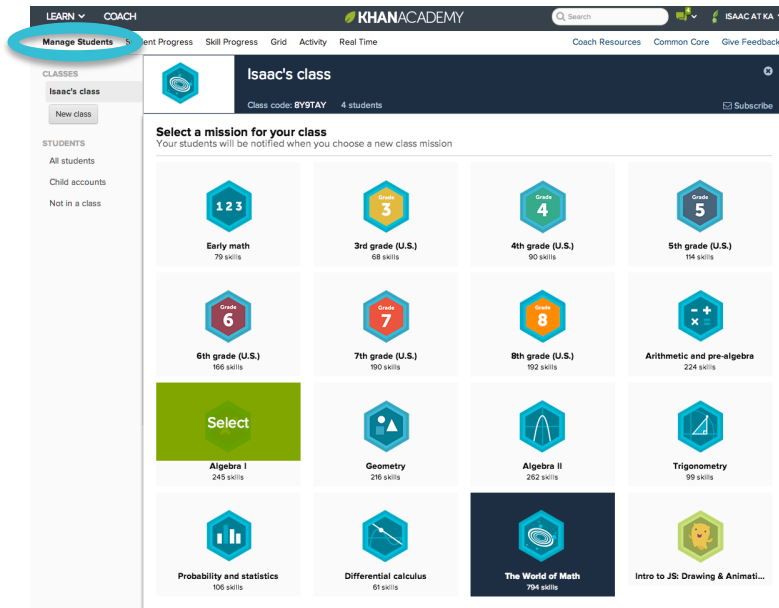 LEARN COACH KHANACADEMY Search 4 ISAAC AT KA
Manage Students Student Progress Skill Progress Grid Activity Real Time Coach Resources Common Core Give Feedback
CLASSES
Isaac's class
New class
STUDENTS
All students
Child accounts
Not in a class
Isaac's class
Class code: 8Y9TAY 4 students Subscribe
Select a mission for your class
Your students will be notified when you choose a new class mission
1 2 3
Early math
79 skills
Grade
3
3rd grade (U.S.)
68 skills
Grade
4
4th grade (U.S.)
90 skills
Grade
5
5th grade (U.S.)
114 skills
Grade
6
6th grade (U.S.)
166 skills
Grade
7
7th grade (U.S.)
190 skills
Grade
8
8th grade (U.S.)
192 skills
Arithmetic and pre-algebra
224 skills
Select
Algebra I
245 skills
Geometry
216 skills
Algebra II
262 skills
Trigonometry
99 skills
Probability and statistics
106 skills
Differential calculus
61 skills
The World of Math
794 skills
Intro to JS: Drawing & Animati...